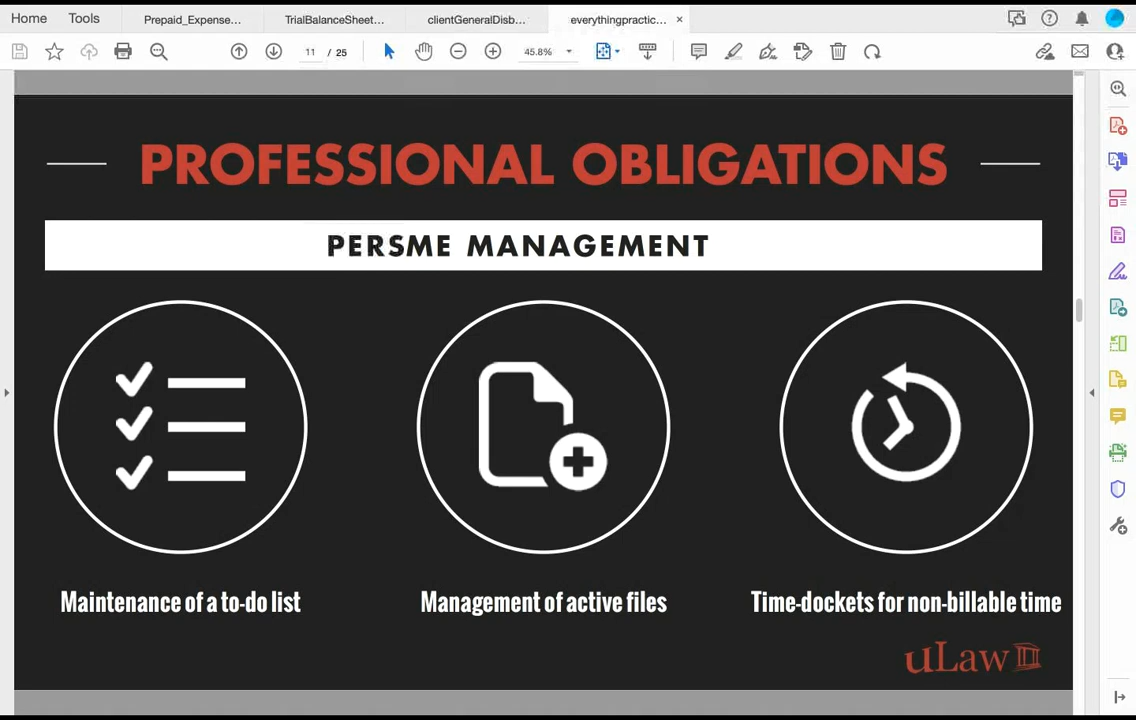 Home Tools Prepaid_Expense... TrialBalanceSheet... clientGeneralDisb... everythingpractic... ×
11 / 25 45.8%
PROFESSIONAL OBLIGATIONS
PERSME MANAGEMENT
Maintenance of a to-do list Management of active files Time-dockets for non-billable time
uLaw